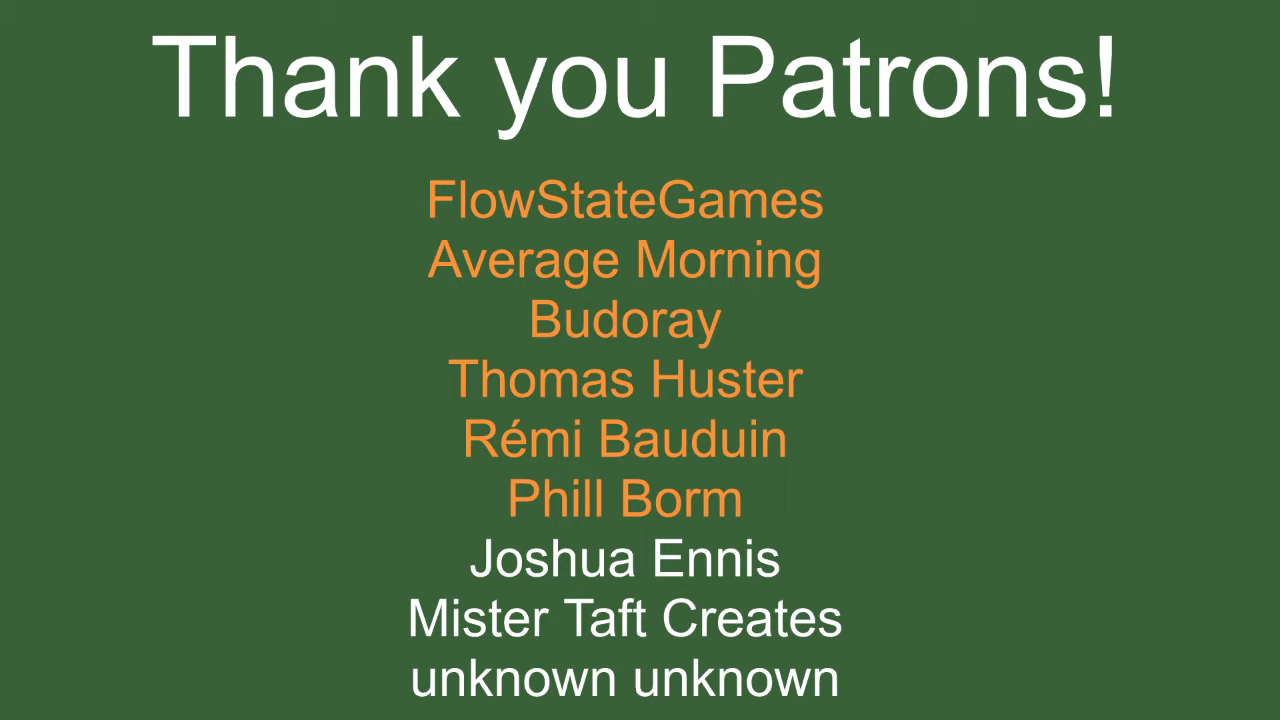 Thank you Patrons!
FlowStateGames
Average Morning
Budoray
Thomas Huster
Rémi Bauduin
Phill Borm
Joshua Ennis
Mister Taft Creates
unknown unknown